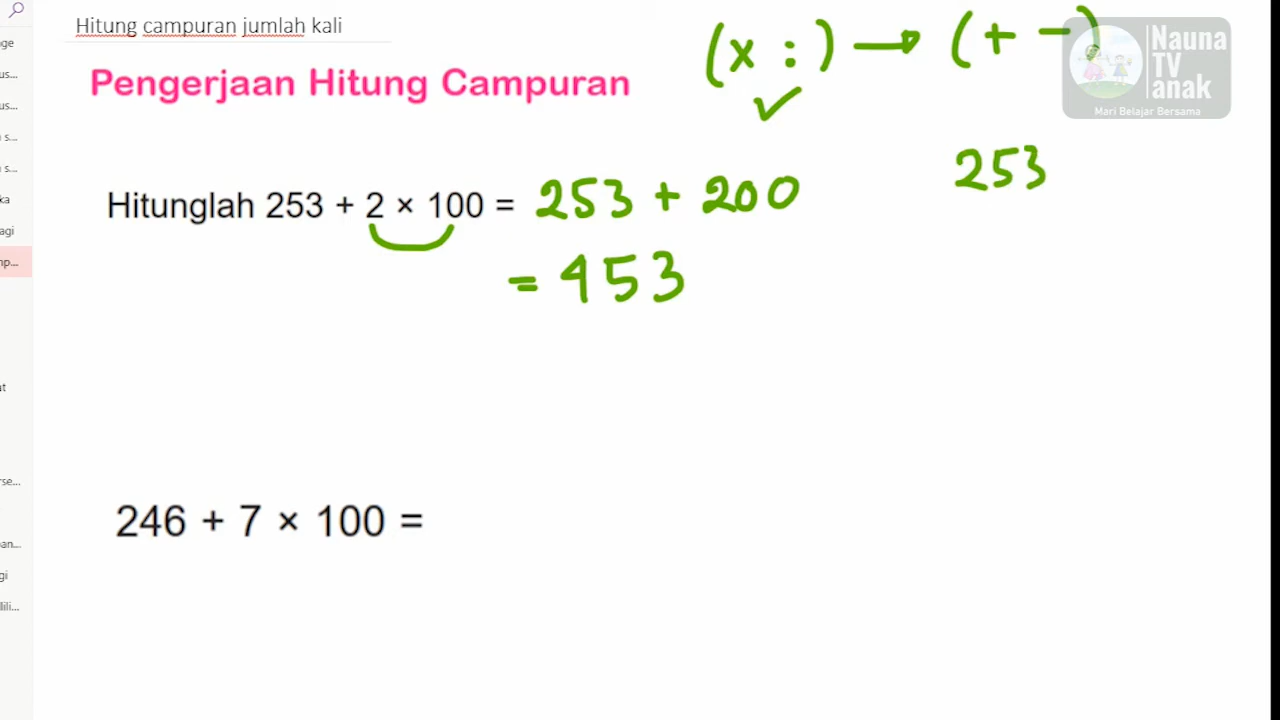 Hitung campuran jumlah kali
Pengerjaan Hitung Campuran
(x :) → (+ -)
Nauna
TV
anak
Mari Belajar Bersama
253
Hitunglah 253 + 2 × 100 = 253 + 200
= 453
246 + 7 × 100 =